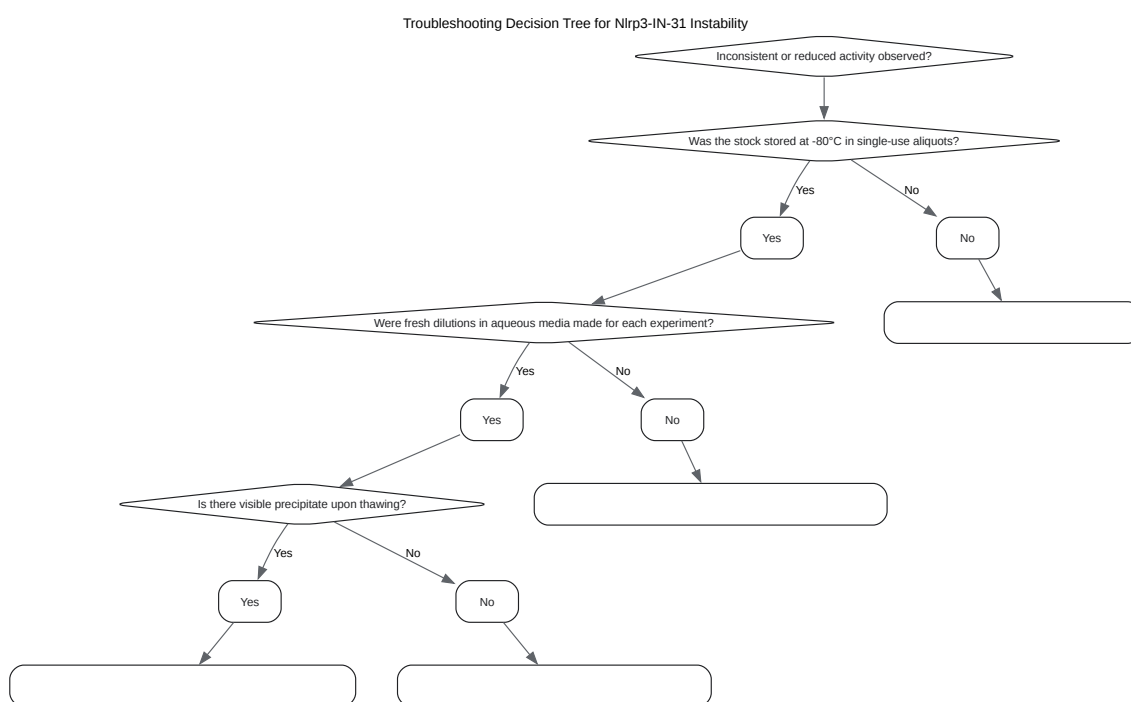 Troubleshooting Decision Tree for Nlrp3-IN-31 Instability
Inconsistent or reduced activity observed?
Was the stock stored at -80°C in single-use aliquots?
Yes
No
Yes
No
Were fresh dilutions in aqueous media made for each experiment?
Yes
No
Yes
No
Is there visible precipitate upon thawing?
Yes
No
Yes
No